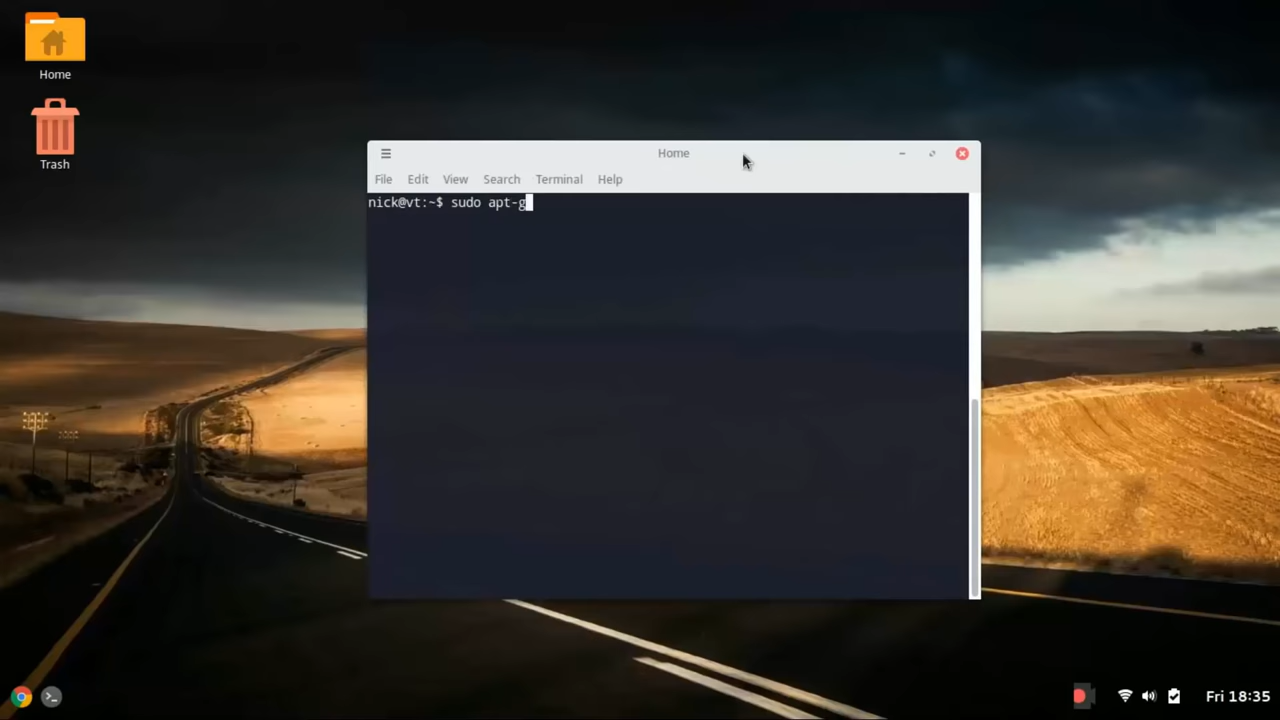 Home
Trash
Home
File Edit View Search Terminal Help
nick@vt:~$ sudo apt-g
Fri 18:35